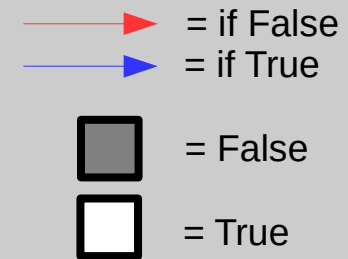 = if False
= if True
= False
= True